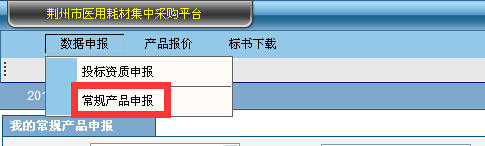 荆州市医用耗材集中采购平台
数据申报 产品报价 标书下载
投标资质申报
常规产品申报
201
我的常规产品申报